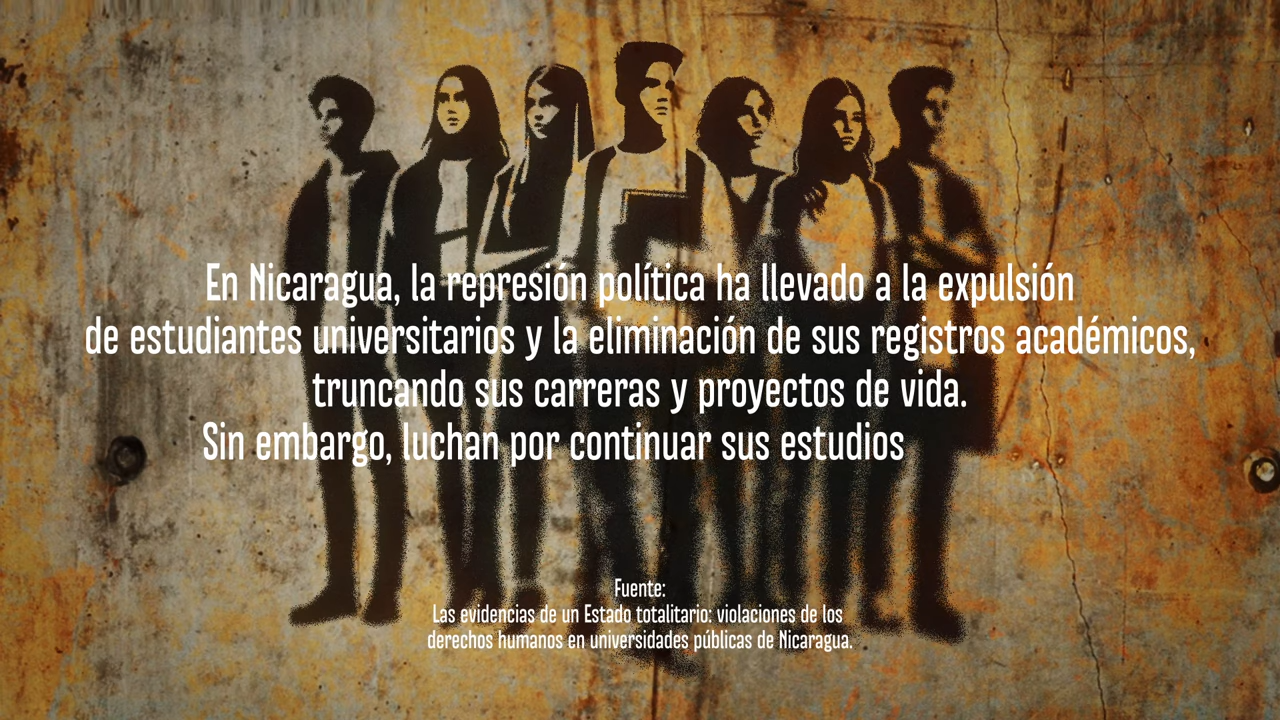 En Nicaragua, la represión política ha llevado a la expulsión
de estudiantes universitarios y la eliminación de sus registros académicos,
truncando sus carreras y proyectos de vida.
Sin embargo, luchan por continuar sus estudios
Fuente:
Las evidencias de un Estado totalitario: violaciones de los
derechos humanos en universidades públicas de Nicaragua.